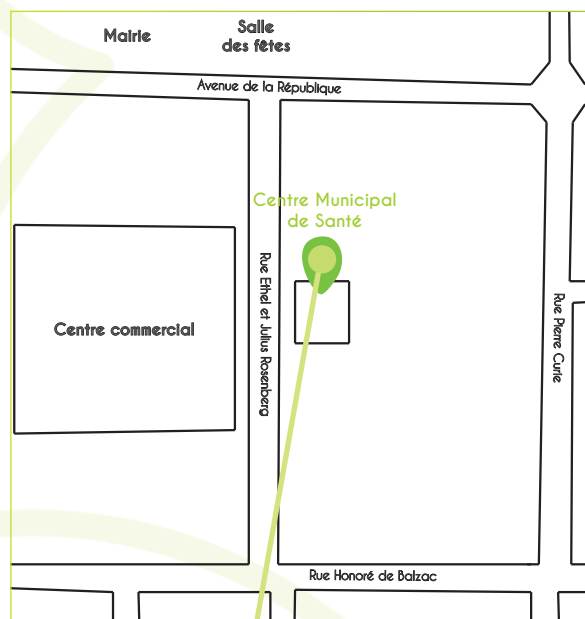 Mairie
Salle
des fêtes
Avenue de la République
Centre Municipal
de Santé
Rue Ethel et Julius Rosenberg
Centre commercial
Rue Pierre Curie
Rue Honoré de Balzac